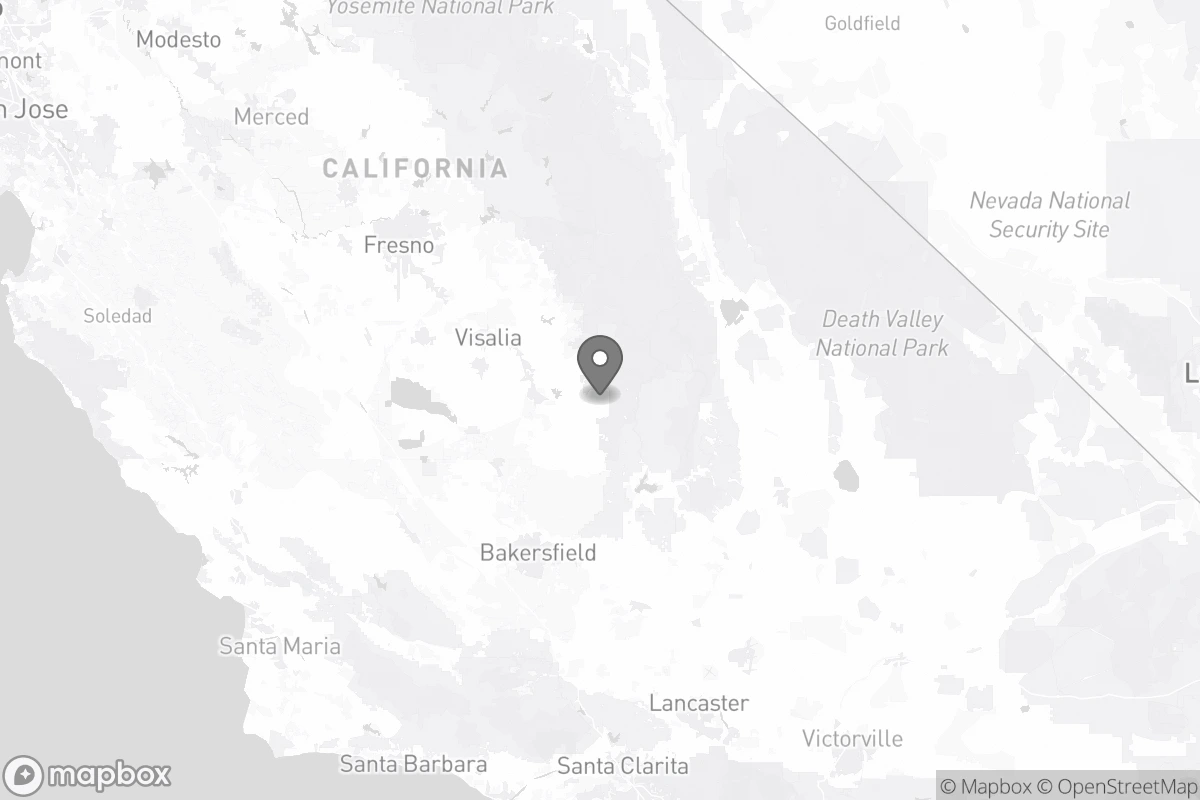 Yosemite National Park
Goldfield
Modesto
mont
n Jose
Merced
CALIFORNIA
Nevada National
Security Site
Fresno
Soledad
Visalia
Death Valley
National Park
L
Bakersfield
Santa Maria
Lancaster
Victorville
Santa Barbara
Santa Clarita
mapbox
© Mapbox © OpenStreetMap